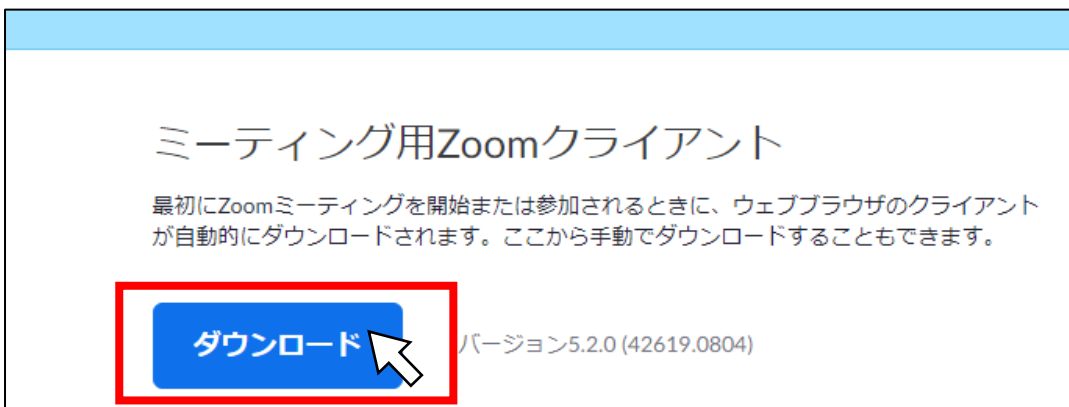 ミーティング用Zoomクライアント
最初にZoomミーティングを開始または参加されるときに、ウェブブラウザのクライアント
が自動的にダウンロードされます。ここから手動でダウンロードすることもできます。
ダウンロード
バージョン5.2.0 (42619.0804)